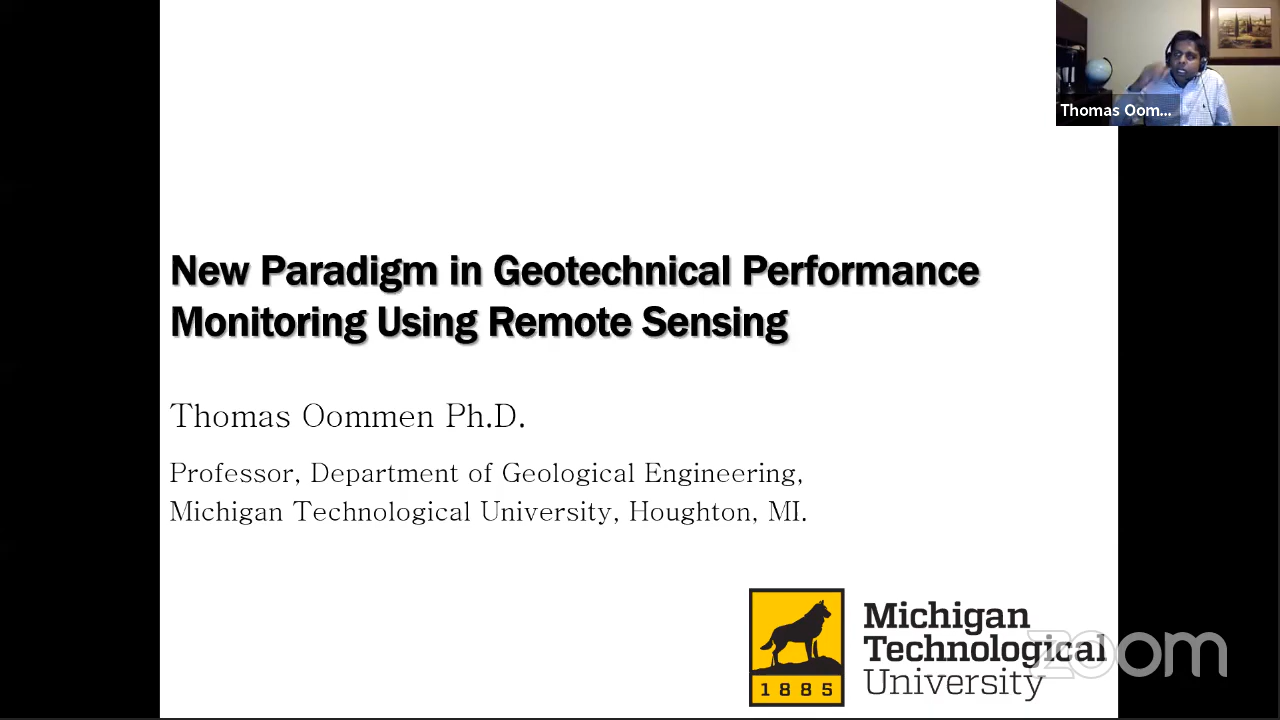 Thomas Oom...
New Paradigm in Geotechnical Performance
Monitoring Using Remote Sensing
Thomas Oommen Ph.D.
Professor, Department of Geological Engineering,
Michigan Technological University, Houghton, MI.
1885
Michigan
Technological
University
zoom